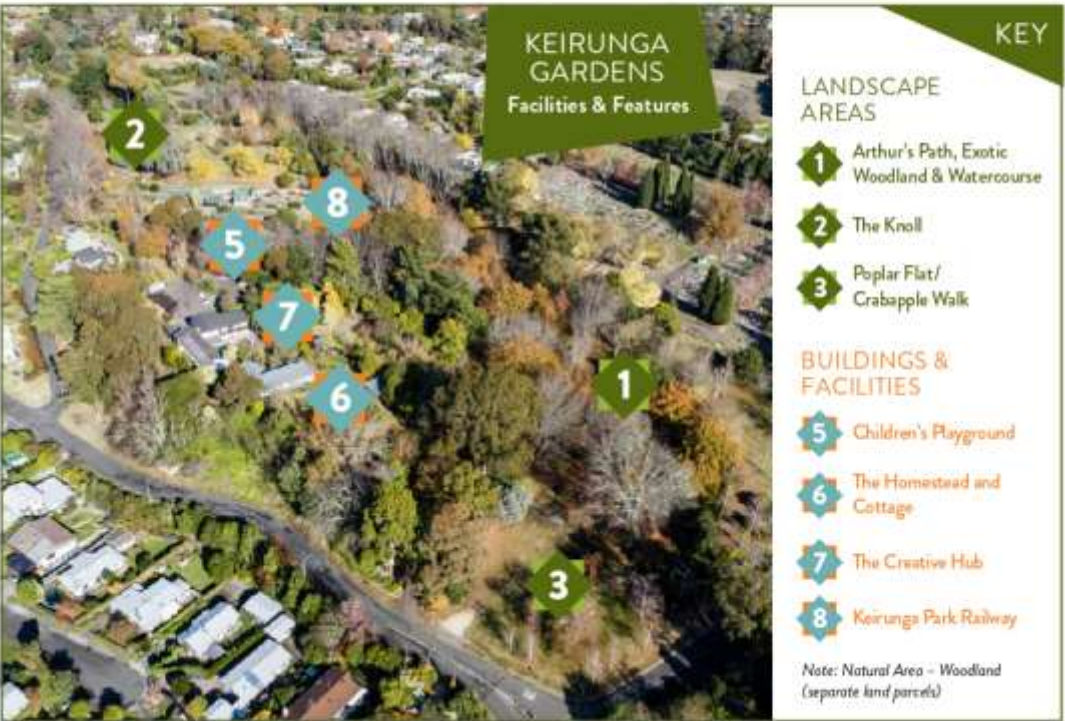 KEIRUNGA
GARDENS
Facilities & Features
2
8
5
7
6
1
3
KEY
LANDSCAPE
AREAS
1 Arthur's Path, Exotic
Woodland & Watercourse
2 The Knoll
3 Poplar Flat/
Crabapple Walk
BUILDINGS &
FACILITIES
5 Children's Playground
6 The Homestead and
Cottage
7 The Creative Hub
8 Keirunga Park Railway
Note: Natural Area – Woodland
(separate land parcels)